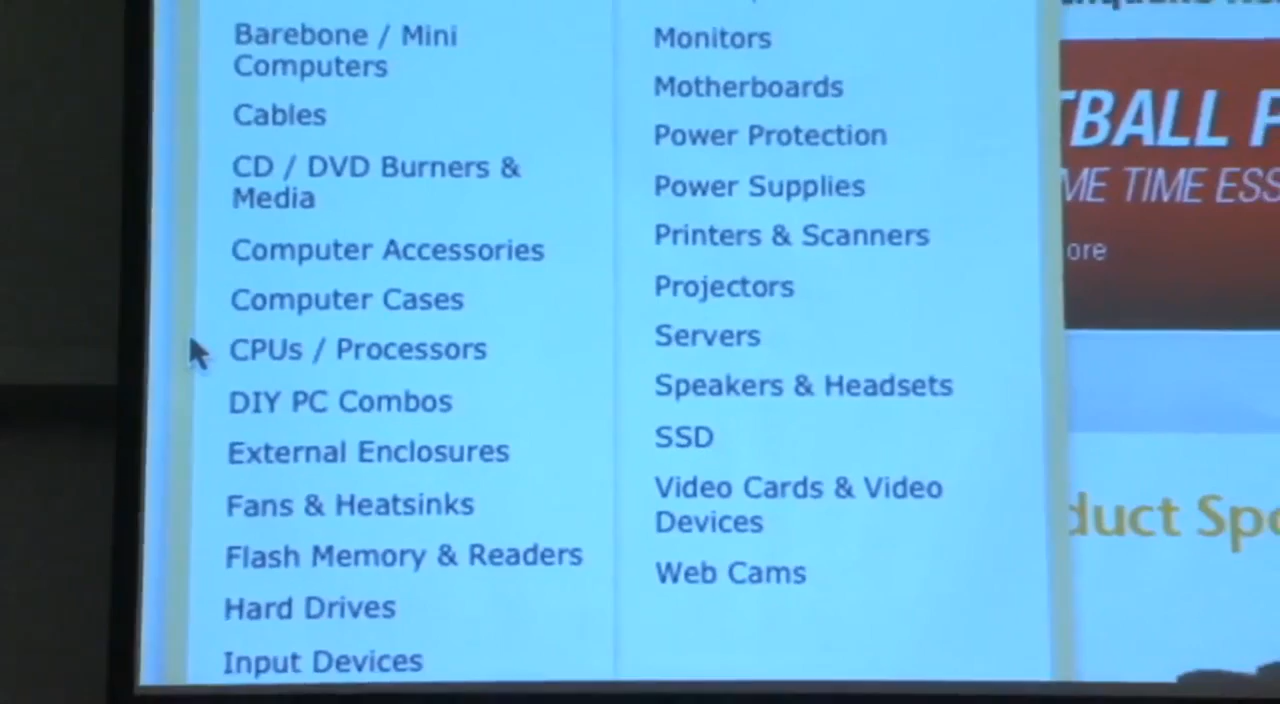 Barebone / Mini
Computers
Cables
CD / DVD Burners &
Media
Computer Accessories
Computer Cases
CPUs / Processors
DIY PC Combos
External Enclosures
Fans & Heatsinks
Flash Memory & Readers
Hard Drives
Input Devices
Monitors
Motherboards
Power Protection
Power Supplies
Printers & Scanners
Projectors
Servers
Speakers & Headsets
SSD
Video Cards & Video
Devices
Web Cams
TBALL P
ME TIME ESS
ore
duct Spo